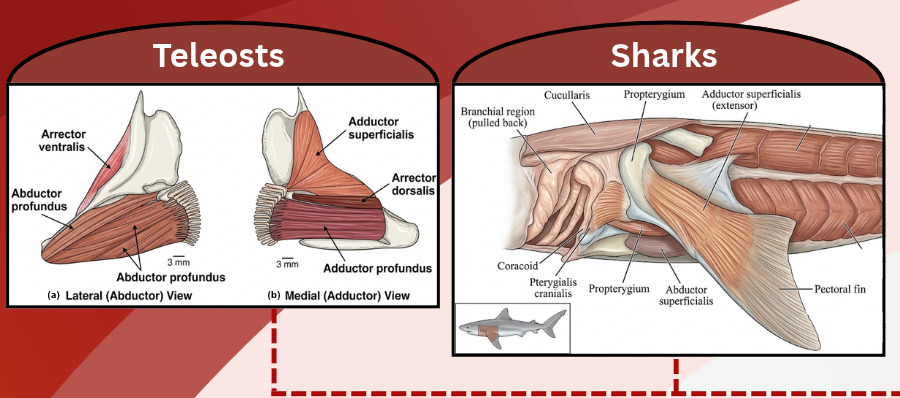 Teleosts
Arrector
ventralis
Abductor
profundus
Abductor profundus
3 mm
(a) Lateral (Abductor) View
Adductor
superficialis
Arrector
dorsalis
Adductor profundus
3 mm
(b) Medial (Adductor) View
Sharks
Cucullaris
Propterygium
Adductor superficialis
(extensor)
Branchial region
(pulled back)
Coracoid
Pterygialis
cranialis
Propterygium
Abductor
superficialis
Pectoral fin